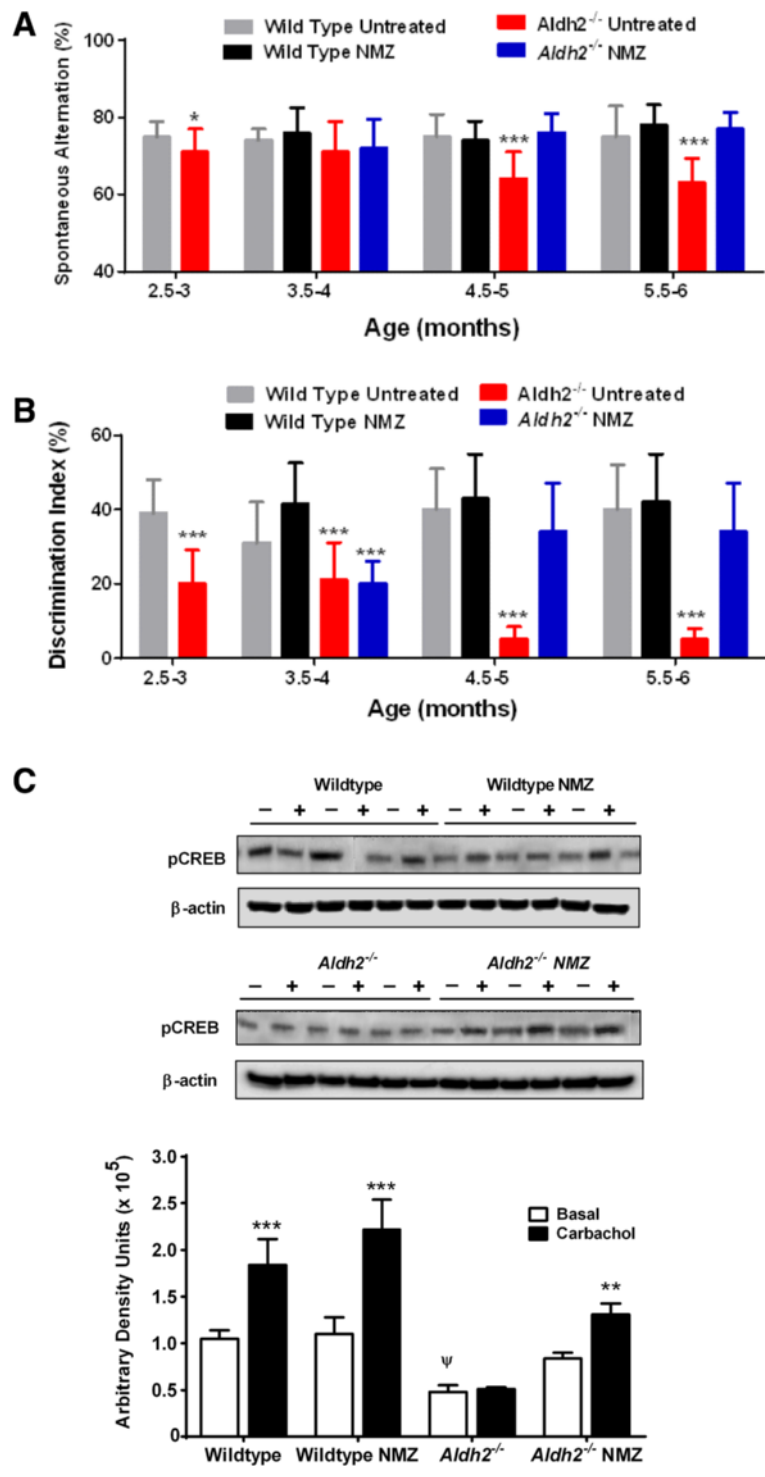 A
Wild Type Untreated
Aldh2-/- Untreated
Wild Type NMZ
Aldh2-/- NMZ
Spontaneous Alternation (%)
100
80
60
40
*
***
***
2.5-3
3.5-4
4.5-5
5.5-6
Age (months)
B
Wild Type Untreated
Aldh2-/- Untreated
Wild Type NMZ
Aldh2-/- NMZ
Discrimination Index (%)
60
40
20
0
***
***
***
***
***
2.5-3
3.5-4
4.5-5
5.5-6
Age (months)
C
Wildtype
Wildtype NMZ
– + – + – + – + – + – +
pCREB
β-actin
Aldh2-/-
Aldh2-/- NMZ
– + – + – + – + – + – +
pCREB
β-actin
Arbitrary Density Units (x 10^5)
3.0
2.5
2.0
1.5
1.0
0.5
0
***
***
ψ
**
Basal
Carbachol
Wildtype
Wildtype NMZ
Aldh2-/-
Aldh2-/- NMZ